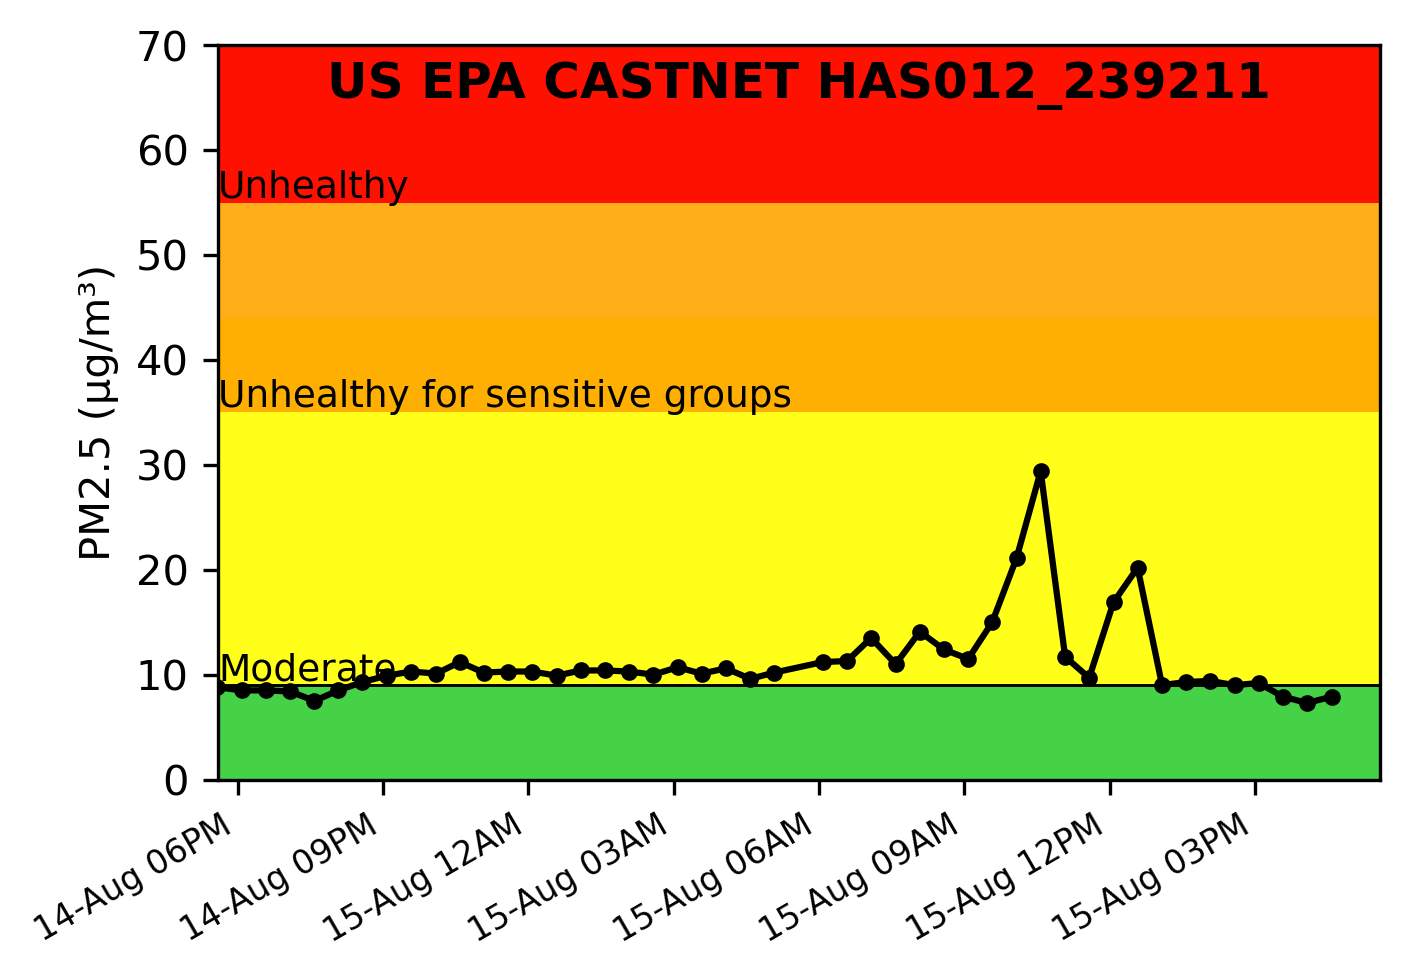 US EPA CASTNET HAS012_239211
70
60
50
40
30
20
10
0
PM2.5 (µg/m³)
Unhealthy
Unhealthy for sensitive groups
Moderate
14-Aug 06PM
14-Aug 09PM
15-Aug 12AM
15-Aug 03AM
15-Aug 06AM
15-Aug 09AM
15-Aug 12PM
15-Aug 03PM